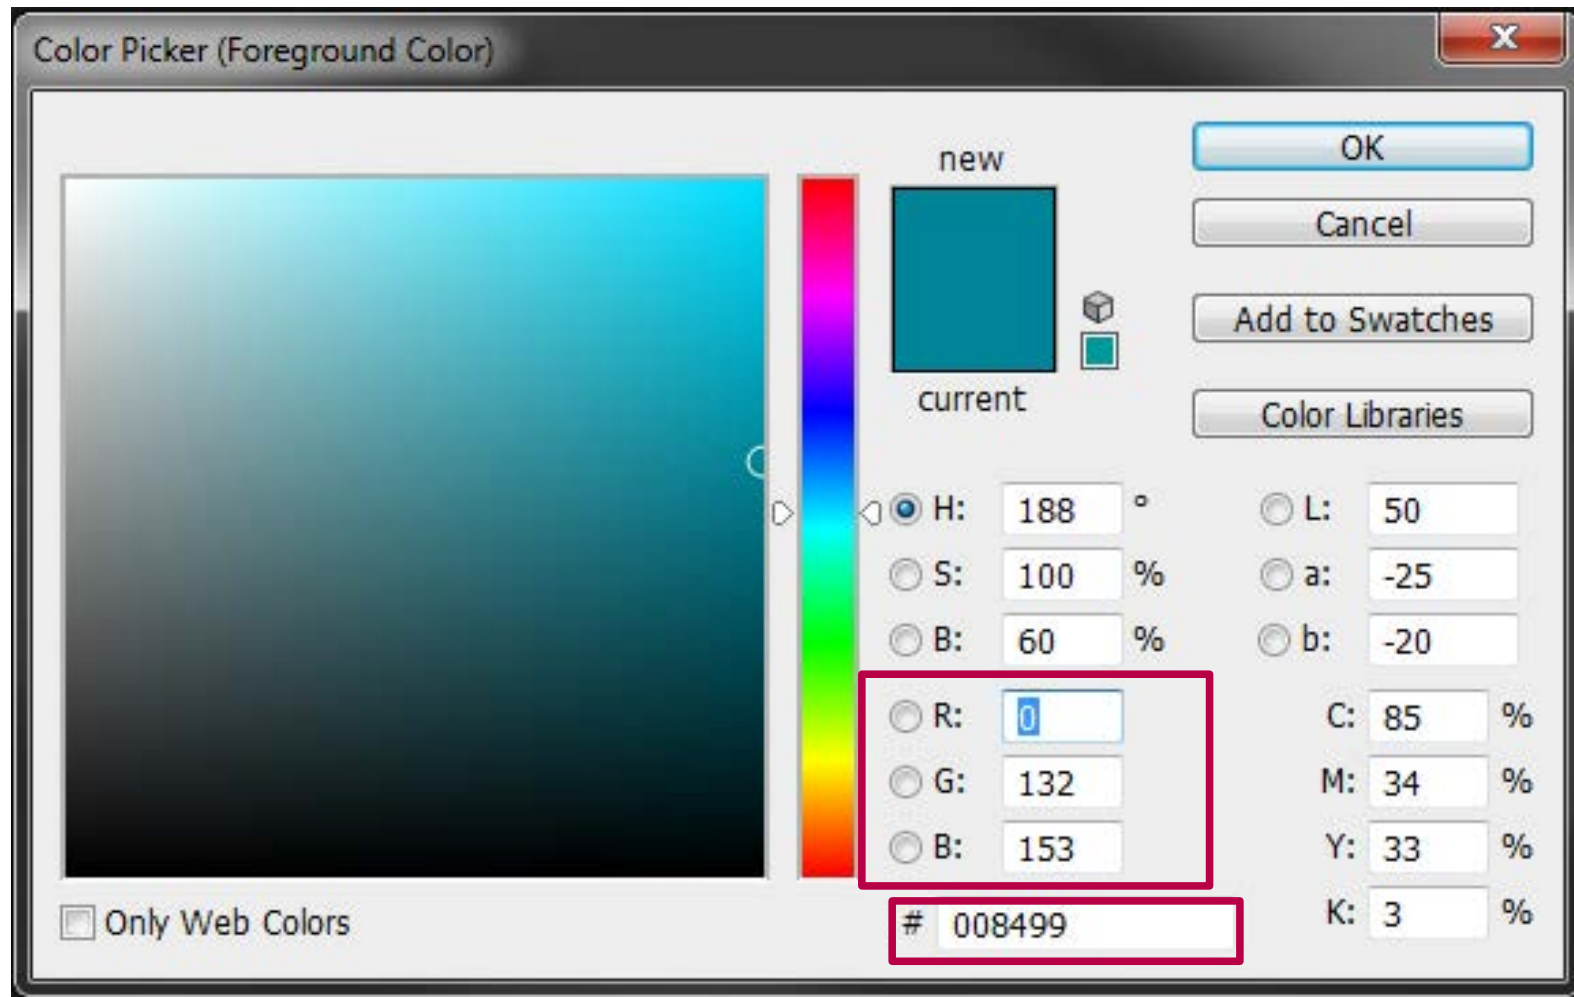 Color Picker (Foreground Color)
x
new
current
OK
Cancel
Add to Swatches
Color Libraries
H: 188 °
S: 100 %
B: 60 %
R: 0
G: 132
B: 153
# 008499
L: 50
a: -25
b: -20
C: 85 %
M: 34 %
Y: 33 %
K: 3 %
Only Web Colors